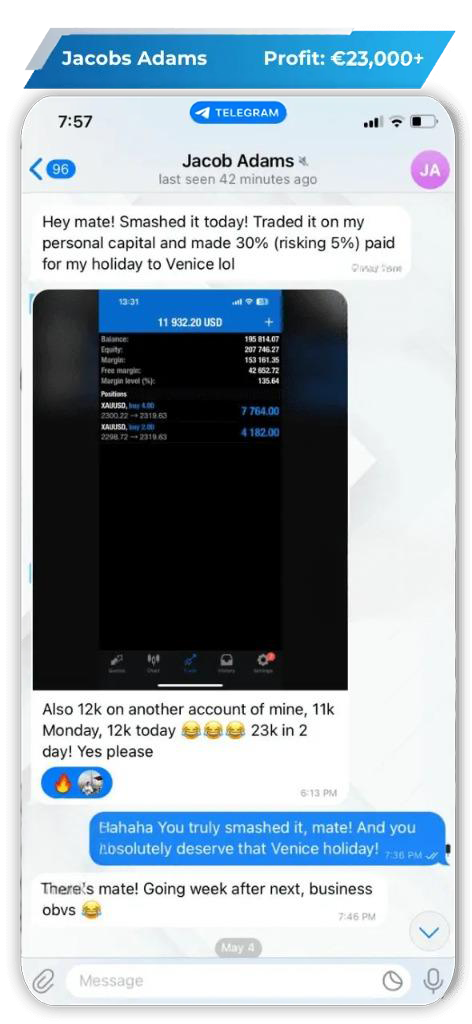 Jacobs Adams Profit: €23,000+
7:57 TELEGRAM
96 Jacob Adams JA
last seen 42 minutes ago
Hey mate! Smashed it today! Traded it on my
personal capital and made 30% (risking 5%) paid
for my holiday to Venice lol
13:31
11 932.20 USD +
Balance: 195 814.07
Equity: 207 746.27
Margin: 153 161.35
Free margin: 42 652.72
Margin level (%): 135.64
Positions
XAUUSD, buy 4.00
2300.22 → 2319.63 7 764.00
XAUUSD, buy 2.00
2298.72 → 2319.63 4 182.00
Chart Trade History Settings
Also 12k on another account of mine, 11k
Monday, 12k today 😂😂😂 23k in 2
day! Yes please
🔥 6:13 PM
Hahaha You truly smashed it, mate! And you
Absolutely deserve that Venice holiday! 7:36 PM
There's mate! Going week after next, business
obvs 😂 7:46 PM
May 4
Message